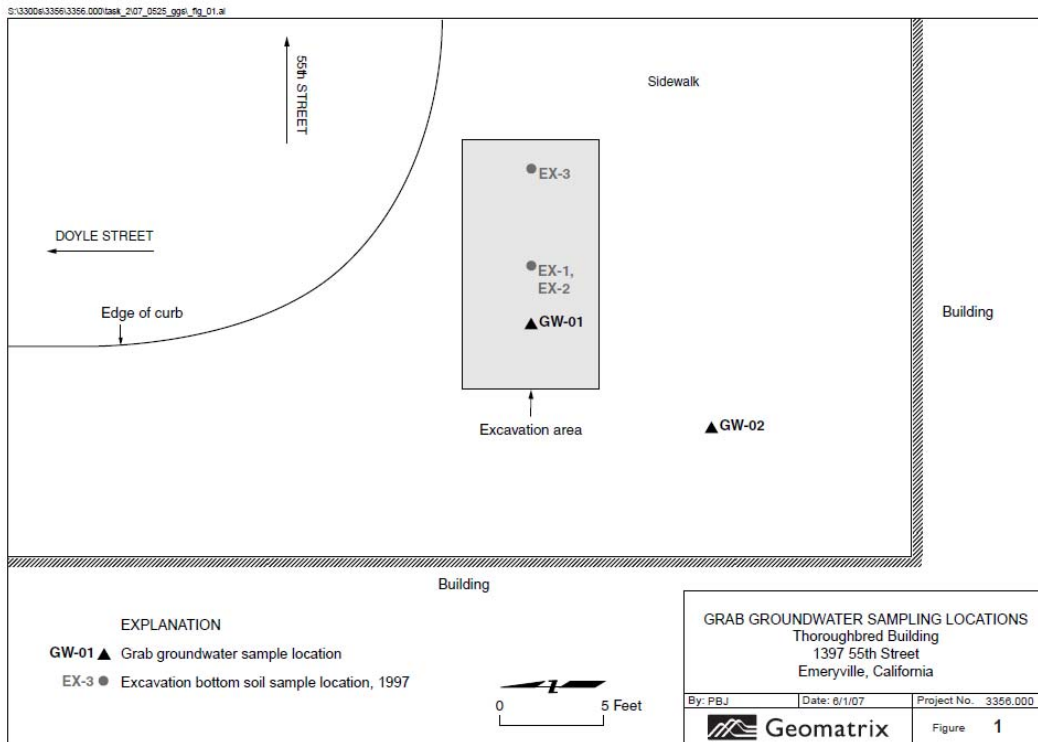 S:\3300s\3356\3356.000\task_2\07_0525_ggs\_fig_01.ai
55th STREET
Sidewalk
EX-3
DOYLE STREET
EX-1,
EX-2
Edge of curb
GW-01
Building
Excavation area
GW-02
Building
EXPLANATION
GW-01 Grab groundwater sample location
EX-3 Excavation bottom soil sample location, 1997
Z
0 5 Feet
GRAB GROUNDWATER SAMPLING LOCATIONS
Thoroughbred Building
1397 55th Street
Emeryville, California
By: PBJ Date: 6/1/07 Project No. 3356.000
Geomatrix Figure 1